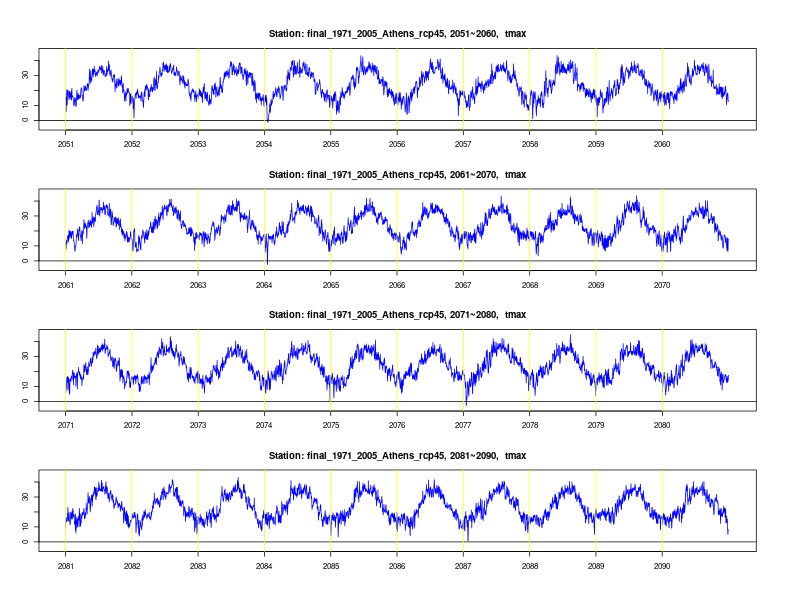 Station: final_1971_2005_Athens_rcp45, 2051~2060, tmax
30
10
0
2051 2052 2053 2054 2055 2056 2057 2058 2059 2060
Station: final_1971_2005_Athens_rcp45, 2061~2070, tmax
30
10
0
2061 2062 2063 2064 2065 2066 2067 2068 2069 2070
Station: final_1971_2005_Athens_rcp45, 2071~2080, tmax
30
10
0
2071 2072 2073 2074 2075 2076 2077 2078 2079 2080
Station: final_1971_2005_Athens_rcp45, 2081~2090, tmax
30
10
0
2081 2082 2083 2084 2085 2086 2087 2088 2089 2090